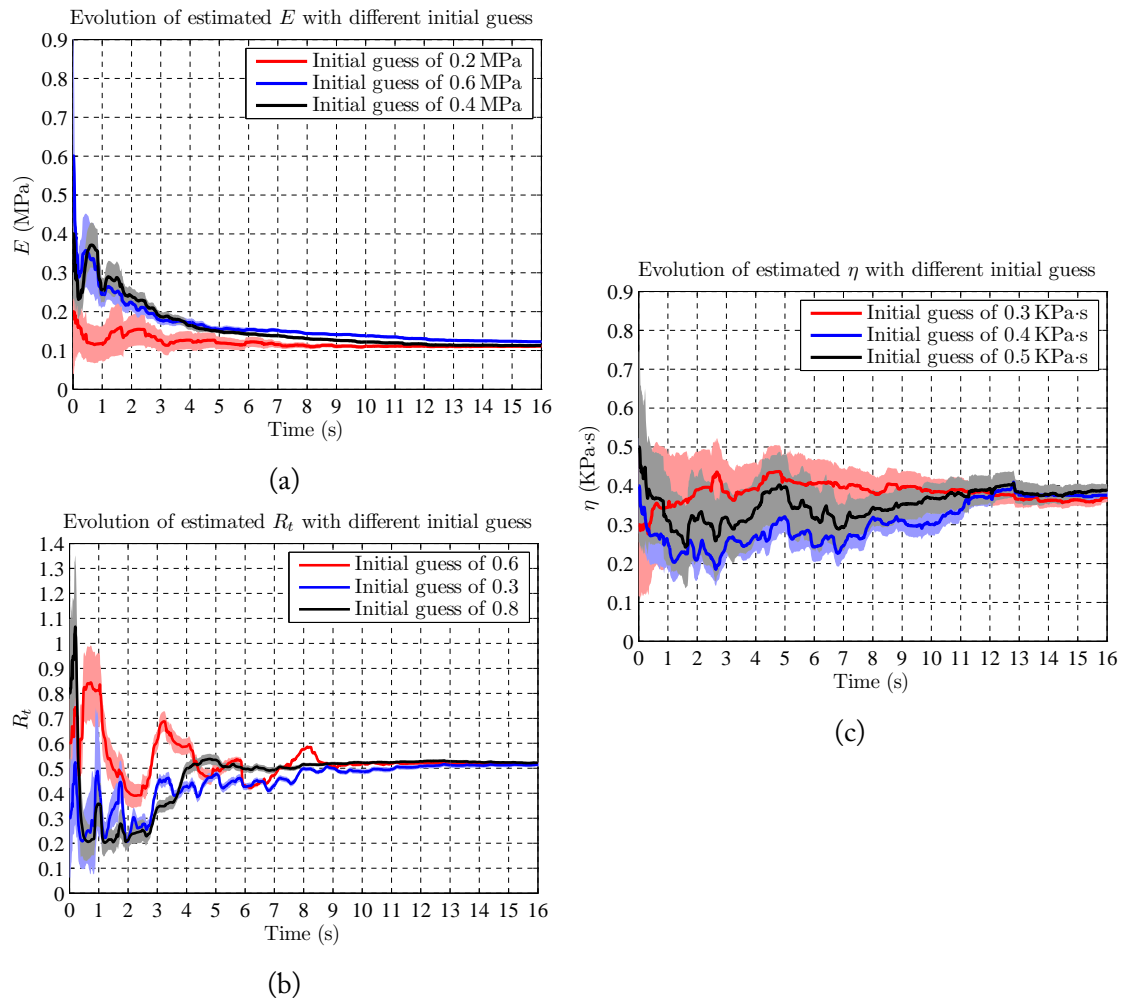 Evolution of estimated E with different initial guess
0.9
0.8
0.7
0.6
0.5
0.4
0.3
0.2
0.1
0
E (MPa)
Initial guess of 0.2 MPa
Initial guess of 0.6 MPa
Initial guess of 0.4 MPa
0 1 2 3 4 5 6 7 8 9 10 11 12 13 14 15 16
Time (s)
(a)
Evolution of estimated R_t with different initial guess
1.4
1.3
1.2
1.1
1
0.9
0.8
0.7
0.6
0.5
0.4
0.3
0.2
0.1
0
R_t
Initial guess of 0.6
Initial guess of 0.3
Initial guess of 0.8
0 1 2 3 4 5 6 7 8 9 10 11 12 13 14 15 16
Time (s)
(b)
Evolution of estimated η with different initial guess
0.9
0.8
0.7
0.6
0.5
0.4
0.3
0.2
0.1
0
η (KPa·s)
Initial guess of 0.3 KPa·s
Initial guess of 0.4 KPa·s
Initial guess of 0.5 KPa·s
0 1 2 3 4 5 6 7 8 9 10 11 12 13 14 15 16
Time (s)
(c)